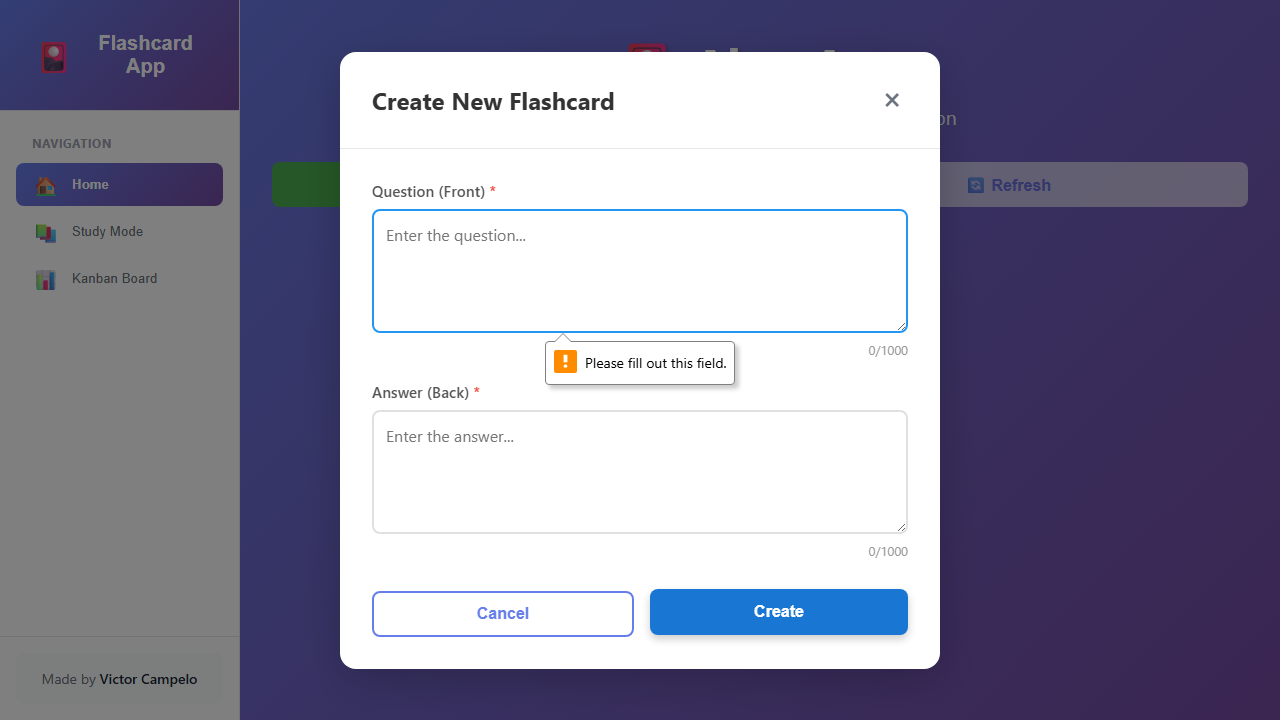 Flashcard
App
NAVIGATION
Home
Study Mode
Kanban Board
Made by Victor Campelo
on
Refresh
Create New Flashcard
×
Question (Front) *
Enter the question...
0/1000
Please fill out this field.
Answer (Back) *
Enter the answer...
0/1000
Cancel
Create